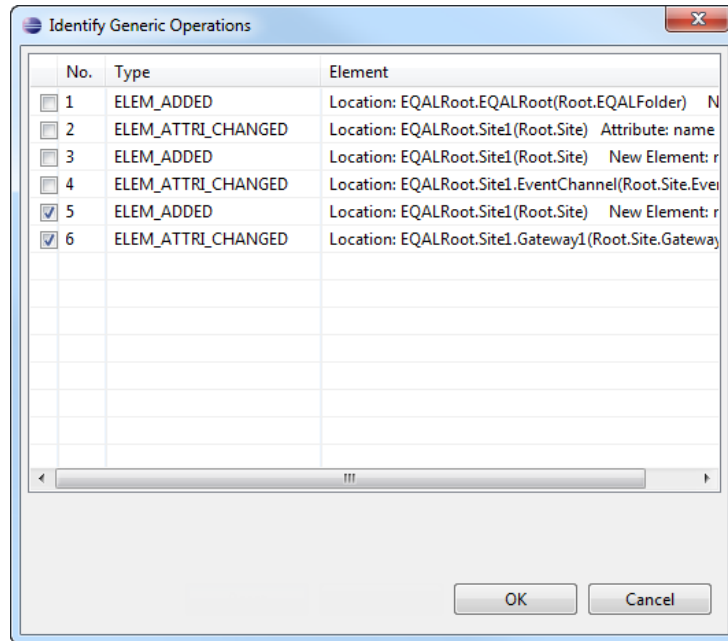 Identify Generic Operations
No. Type Element
1 ELEM_ADDED Location: EQALRoot.EQALRoot(Root.EQALFolder) N
2 ELEM_ATTRI_CHANGED Location: EQALRoot.Site1(Root.Site) Attribute: name
3 ELEM_ADDED Location: EQALRoot.Site1(Root.Site) New Element: r
4 ELEM_ATTRI_CHANGED Location: EQALRoot.Site1.EventChannel(Root.Site.Ever
5 ELEM_ADDED Location: EQALRoot.Site1(Root.Site) New Element: r
6 ELEM_ATTRI_CHANGED Location: EQALRoot.Site1.Gateway1(Root.Site.Gateway
OK Cancel